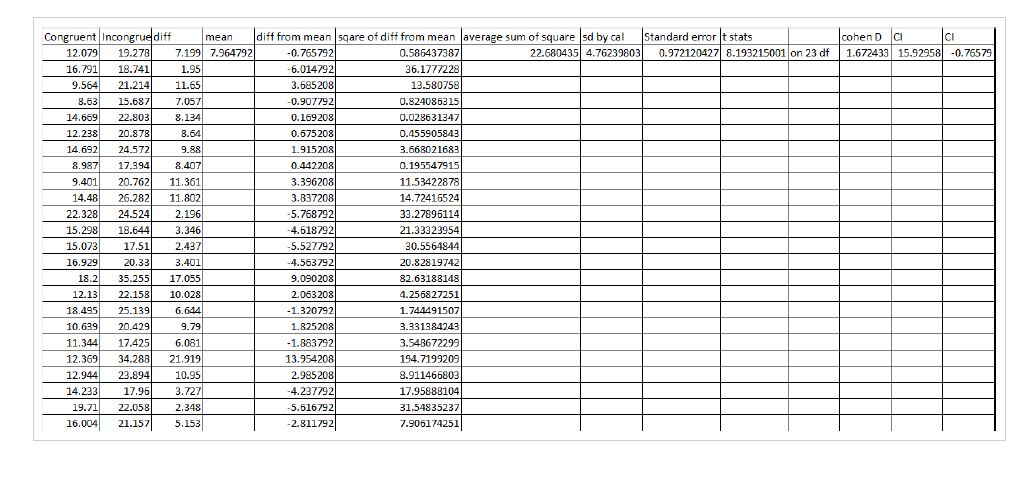 Congruent Incongrue diff mean diff from mean sqare of diff from mean average sum of square sd by cal Standard error t stats cohen D CI CI
12.079 19.278 7.199 7.964792 -0.765792 0.586437387 22.680435 4.76239803 0.972120427 8.193215001 on 23 df 1.672433 15.92958 -0.76579
16.791 18.741 1.95 -6.014792 36.1777228
9.564 21.214 11.65 3.685208 13.580758
8.63 15.687 7.057 -0.907792 0.824086315
14.669 22.803 8.134 0.169208 0.028631347
12.238 20.878 8.64 0.675208 0.455905843
14.692 24.572 9.88 1.915208 3.668021683
8.987 17.394 8.407 0.442208 0.195547915
9.401 20.762 11.361 3.396208 11.53422878
14.48 26.282 11.802 3.837208 14.72416524
22.328 24.524 2.196 -5.768792 33.27896114
15.298 18.644 3.346 -4.618792 21.33323954
15.073 17.51 2.437 -5.527792 30.5564844
16.929 20.33 3.401 -4.563792 20.82819742
18.2 35.255 17.055 9.090208 82.63188148
12.13 22.158 10.028 2.063208 4.256827251
18.495 25.139 6.644 -1.320792 1.744491507
10.639 20.429 9.79 1.825208 3.331384243
11.344 17.425 6.081 -1.883792 3.548672299
12.369 34.288 21.919 13.954208 194.7199209
12.944 23.894 10.95 2.985208 8.911466803
14.233 17.96 3.727 -4.237792 17.95888104
19.71 22.058 2.348 -5.616792 31.54835237
16.004 21.157 5.153 -2.811792 7.906174251